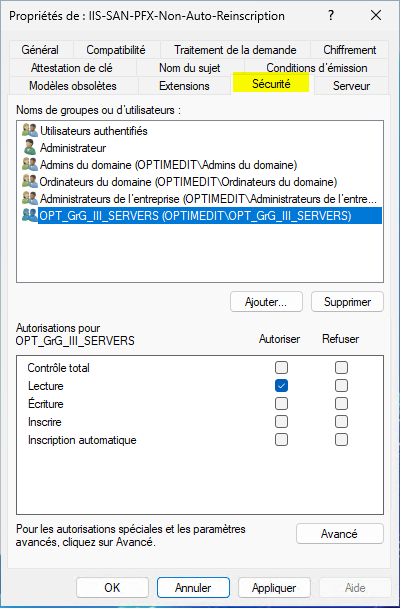 Propriétés de : IIS-SAN-PFX-Non-Auto-Reinscription ? ×
Général Compatibilité Traitement de la demande Chiffrement
Attestation de clé Nom du sujet Conditions d'émission
Modèles obsolètes Extensions Sécurité Serveur
Noms de groupes ou d'utilisateurs :
Utilisateurs authentifiés
Administrateur
Admins du domaine (OPTIMEDIT\Admins du domaine)
Ordinateurs du domaine (OPTIMEDIT\Ordinateurs du domaine)
Administrateurs de l'entreprise (OPTIMEDIT\Administrateurs de l'entre...
OPT_GrG_III_SERVERS (OPTIMEDIT\OPT_GrG_III_SERVERS)
Ajouter... Supprimer
Autorisations pour
OPT_GrG_III_SERVERS Autoriser Refuser
Contrôle total
Lecture
Écriture
Inscrire
Inscription automatique
Pour les autorisations spéciales et les paramètres
avancés, cliquez sur Avancé. Avancé
OK Annuler Appliquer Aide